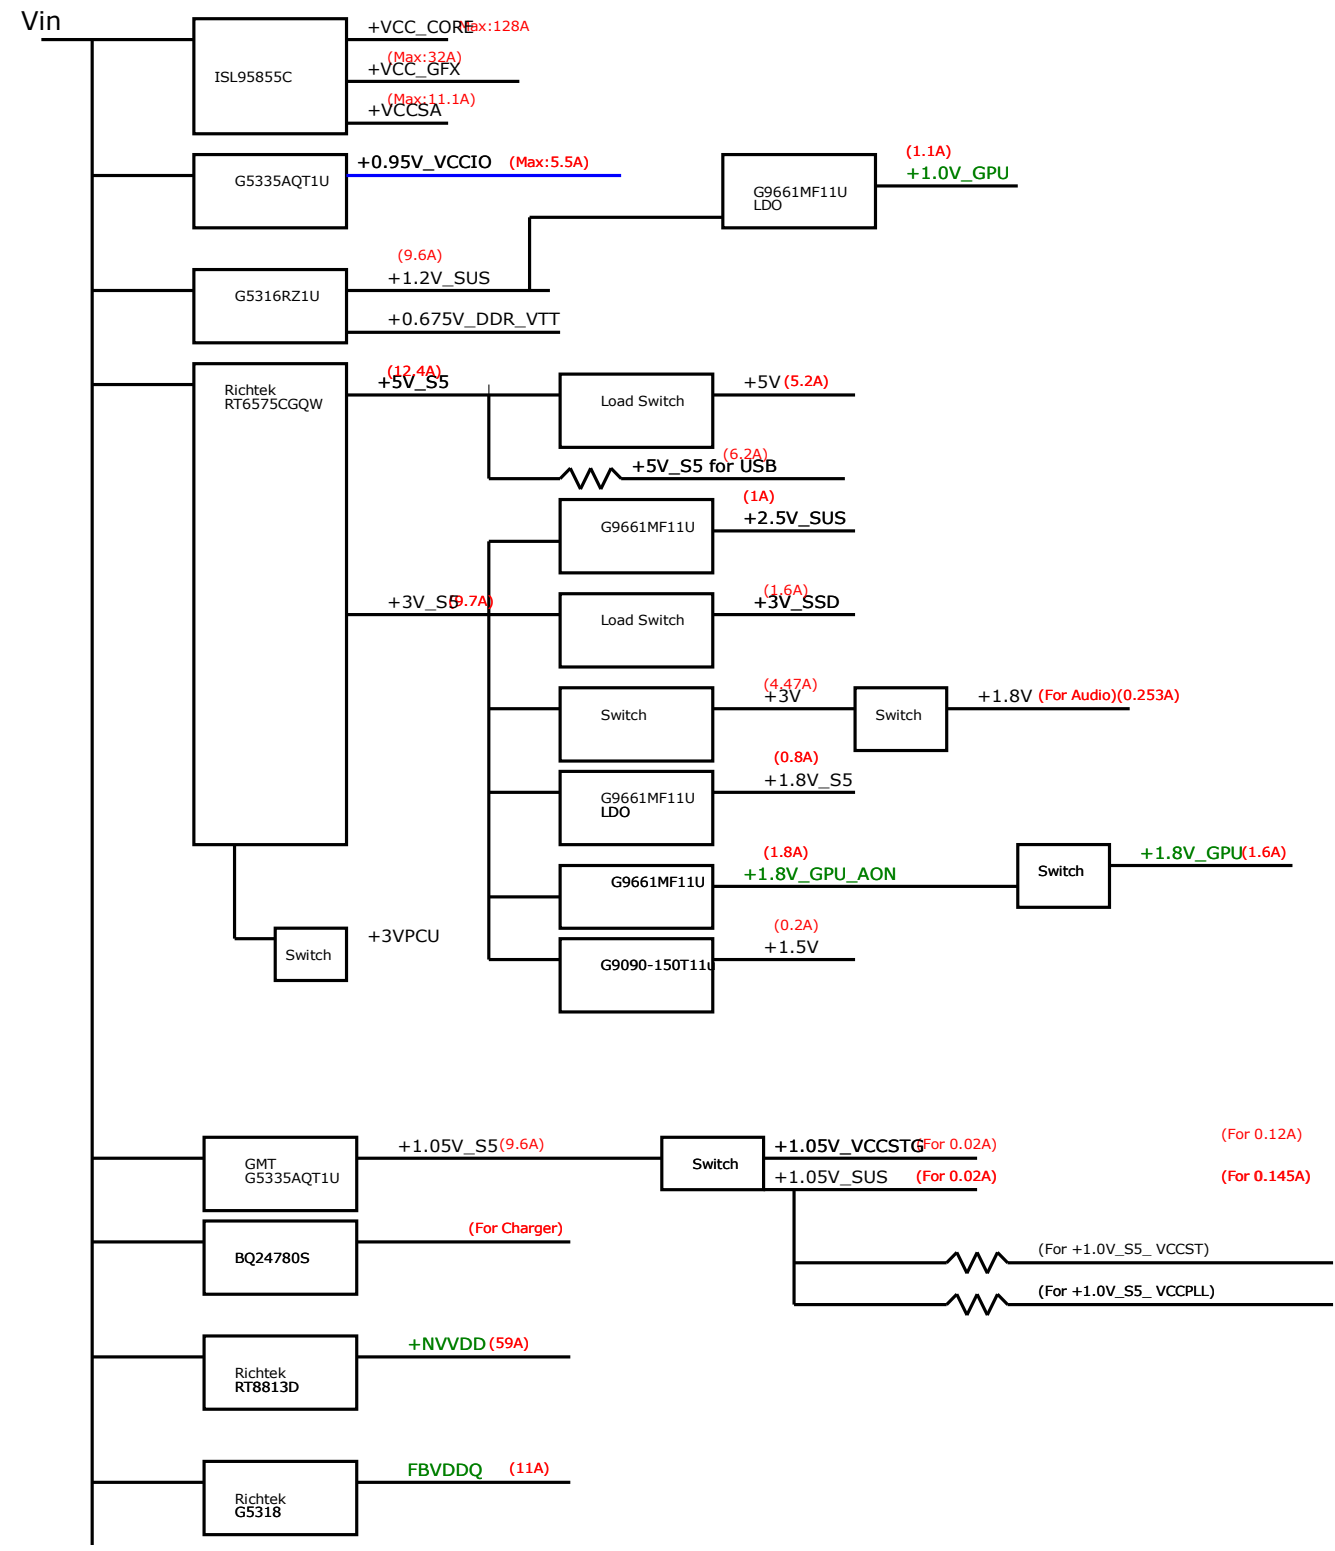 Vin
+VCC_CORE Max:128A
(Max:32A)
+VCC_GFX
ISL95855C
(Max:11.1A)
+VCCSA
+0.95V_VCCIO (Max:5.5A)
G5335AQT1U
(1.1A)
+1.0V_GPU
G9661MF11U
LDO
(9.6A)
+1.2V_SUS
G5316RZ1U
+0.675V_DDR_VTT
Richtek
RT6575CGQW
(12.4A)
+5V_S5
Load Switch
+5V (5.2A)
(6.2A)
+5V_S5 for USB
(1A)
+2.5V_SUS
G9661MF11U
+3V_S5 (9.7A)
(1.6A)
+3V_SSD
Load Switch
(4.47A)
+3V
Switch
Switch
+1.8V (For Audio)(0.253A)
(0.8A)
+1.8V_S5
G9661MF11U
LDO
(1.8A)
+1.8V_GPU_AON
G9661MF11U
Switch
+1.8V_GPU(1.6A)
(0.2A)
+1.5V
G9090-150T11u
+3VPCU
Switch
GMT
G5335AQT1U
+1.05V_S5 (9.6A)
Switch
+1.05V_VCCSTG (For 0.02A)
(For 0.12A)
+1.05V_SUS (For 0.02A)
(For 0.145A)
BQ24780S
(For Charger)
(For +1.0V_S5_ VCCST)
(For +1.0V_S5_ VCCPLL)
+NVVDD (59A)
Richtek
RT8813D
FBVDDQ (11A)
Richtek
G5318